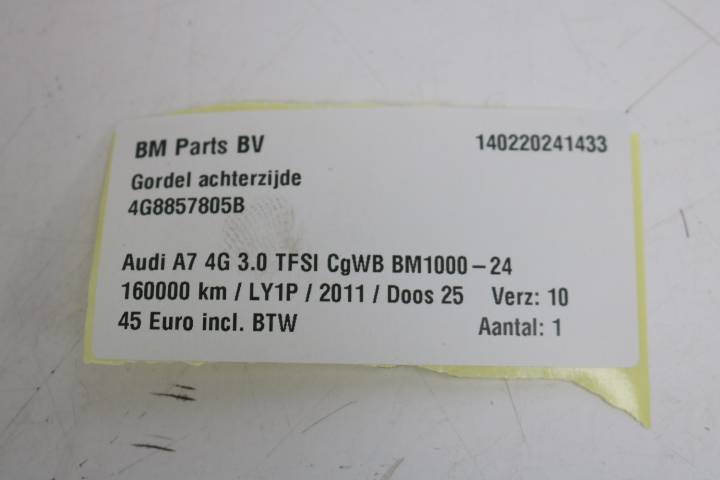 BM Parts BV 140220241433
Gordel achterzijde
4G8857805B
Audi A7 4G 3.0 TFSI CgWB BM1000-24
160000 km / LY1P / 2011 / Doos 25 Verz: 10
45 Euro incl. BTW Aantal: 1